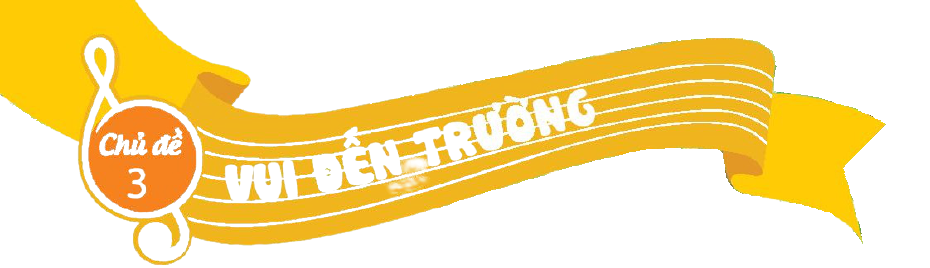 Chủ đề
3
VUI ĐẾN TRƯỜNG